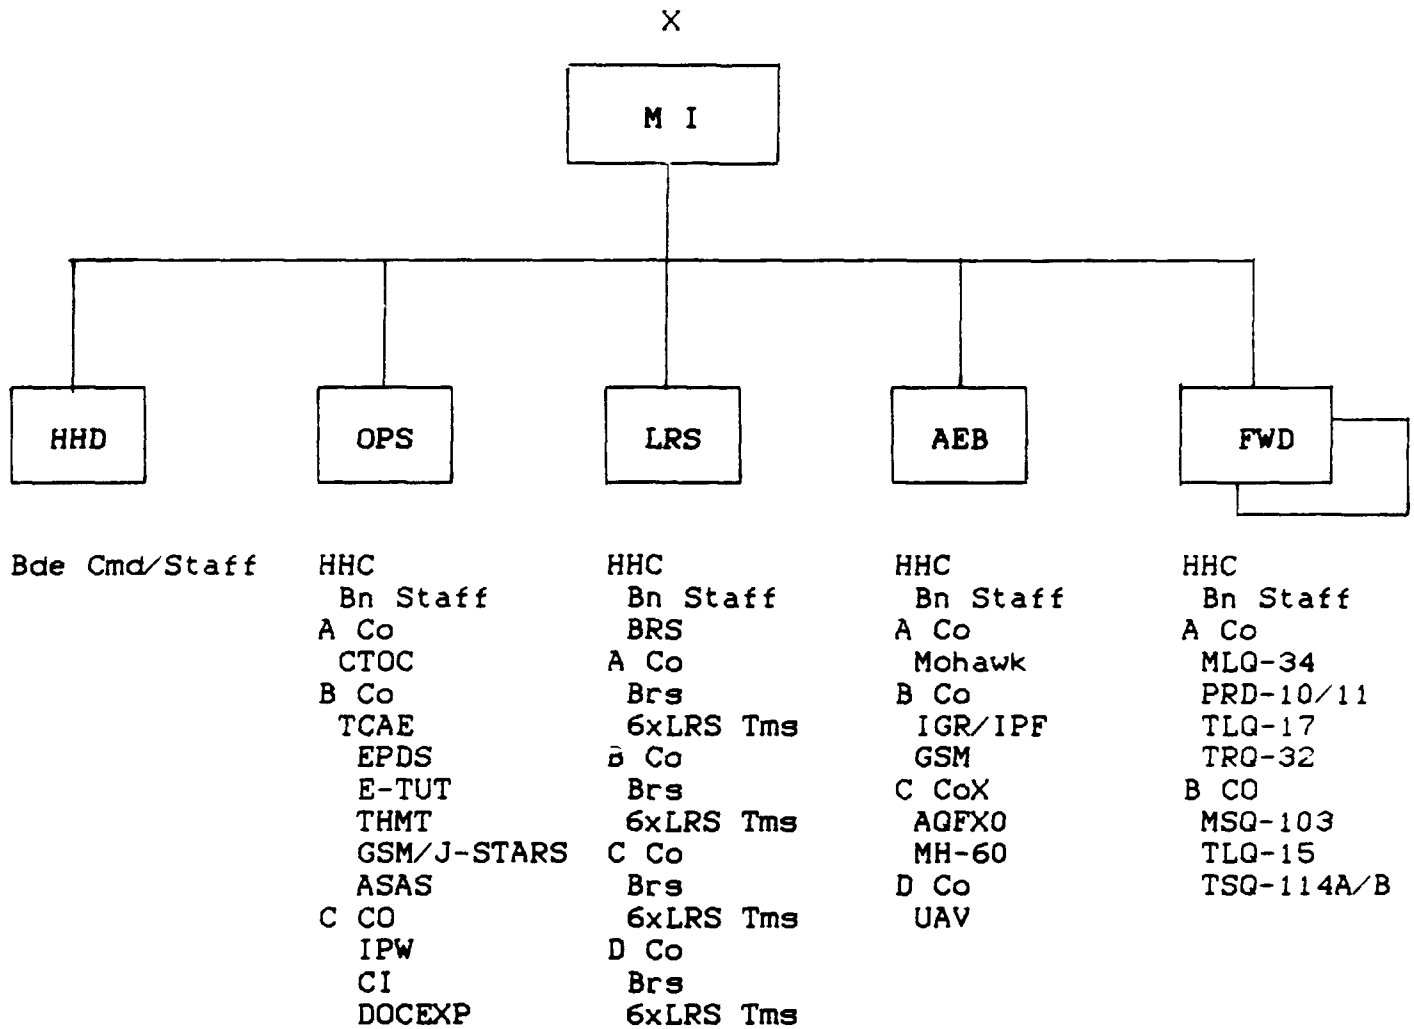 X
M I
HHD
OPS
LRS
AEB
FWD
Bde Cmd/Staff
HHC
Bn Staff
A Co
CTOC
B Co
TCAE
EPDS
E-TUT
THMT
GSM/J-STARS
ASAS
C CO
IPW
CI
DOCEXP
HHC
Bn Staff
BRS
A Co
Brs
6xLRS Tms
B Co
Brs
6xLRS Tms
C Co
Brs
6xLRS Tms
D Co
Brs
6xLRS Tms
HHC
Bn Staff
A Co
Mohawk
B Co
IGR/IPF
GSM
C CoX
AQFXO
MH-60
D Co
UAV
HHC
Bn Staff
A Co
MLQ-34
PRD-10/11
TLQ-17
TRQ-32
B CO
MSQ-103
TLQ-15
TSQ-114A/B